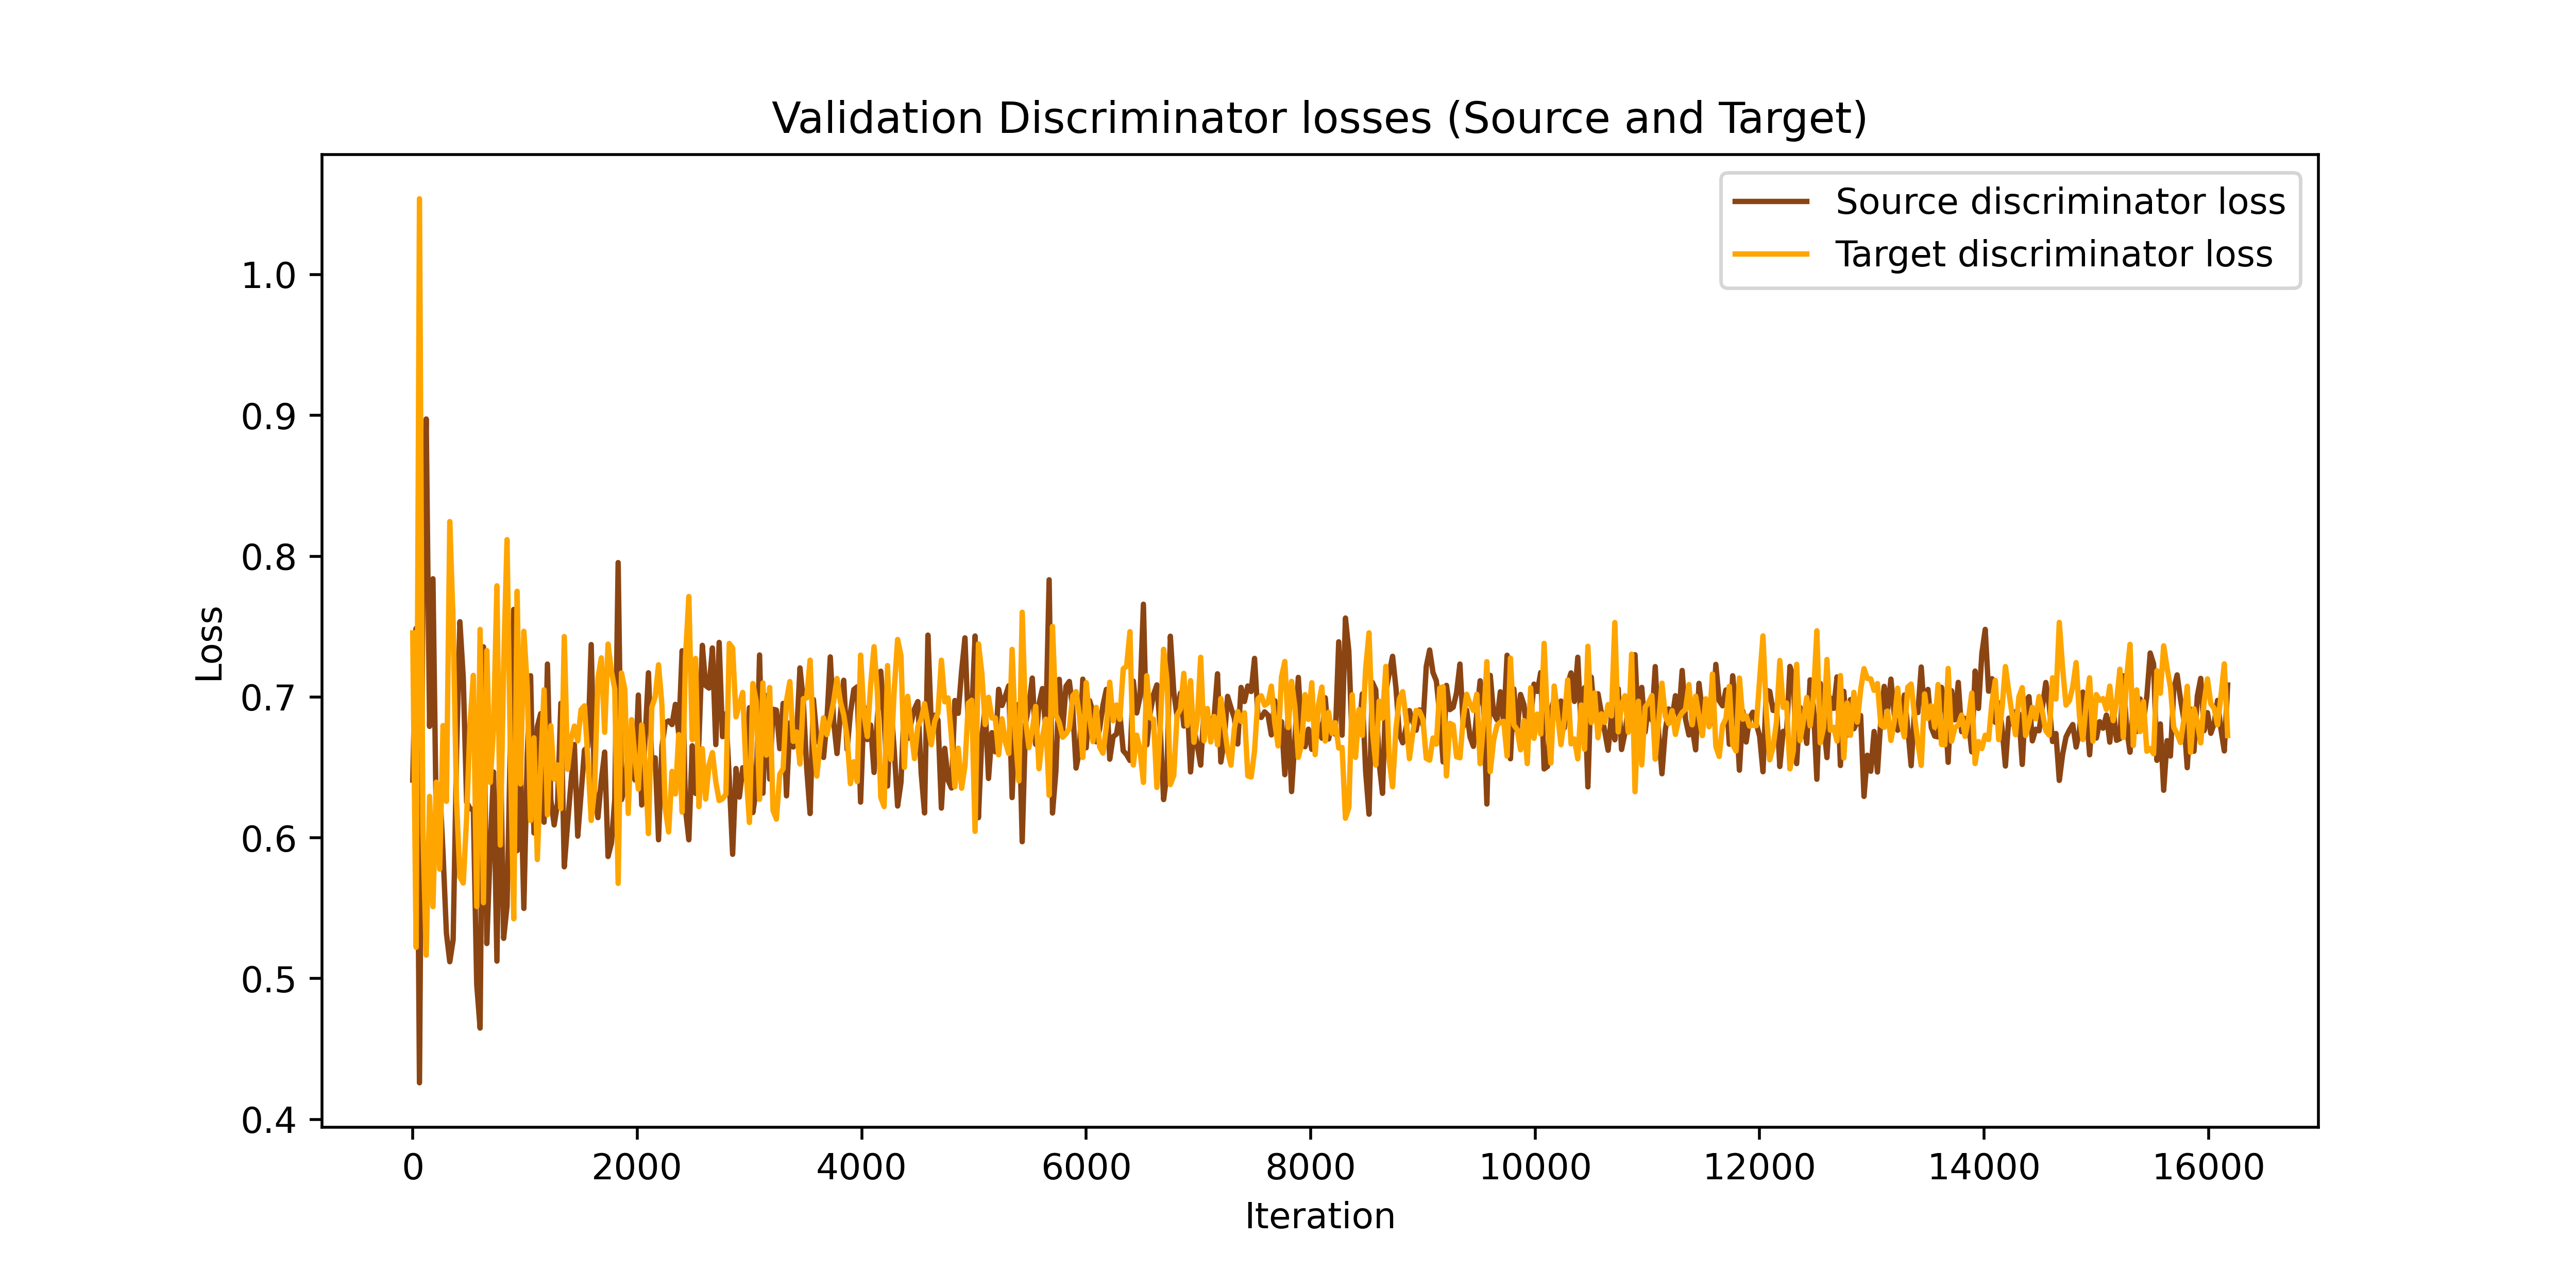 Validation Discriminator losses (Source and Target)
Source discriminator loss
Target discriminator loss
Loss
1.0
0.9
0.8
0.7
0.6
0.5
0.4
0 2000 4000 6000 8000 10000 12000 14000 16000
Iteration